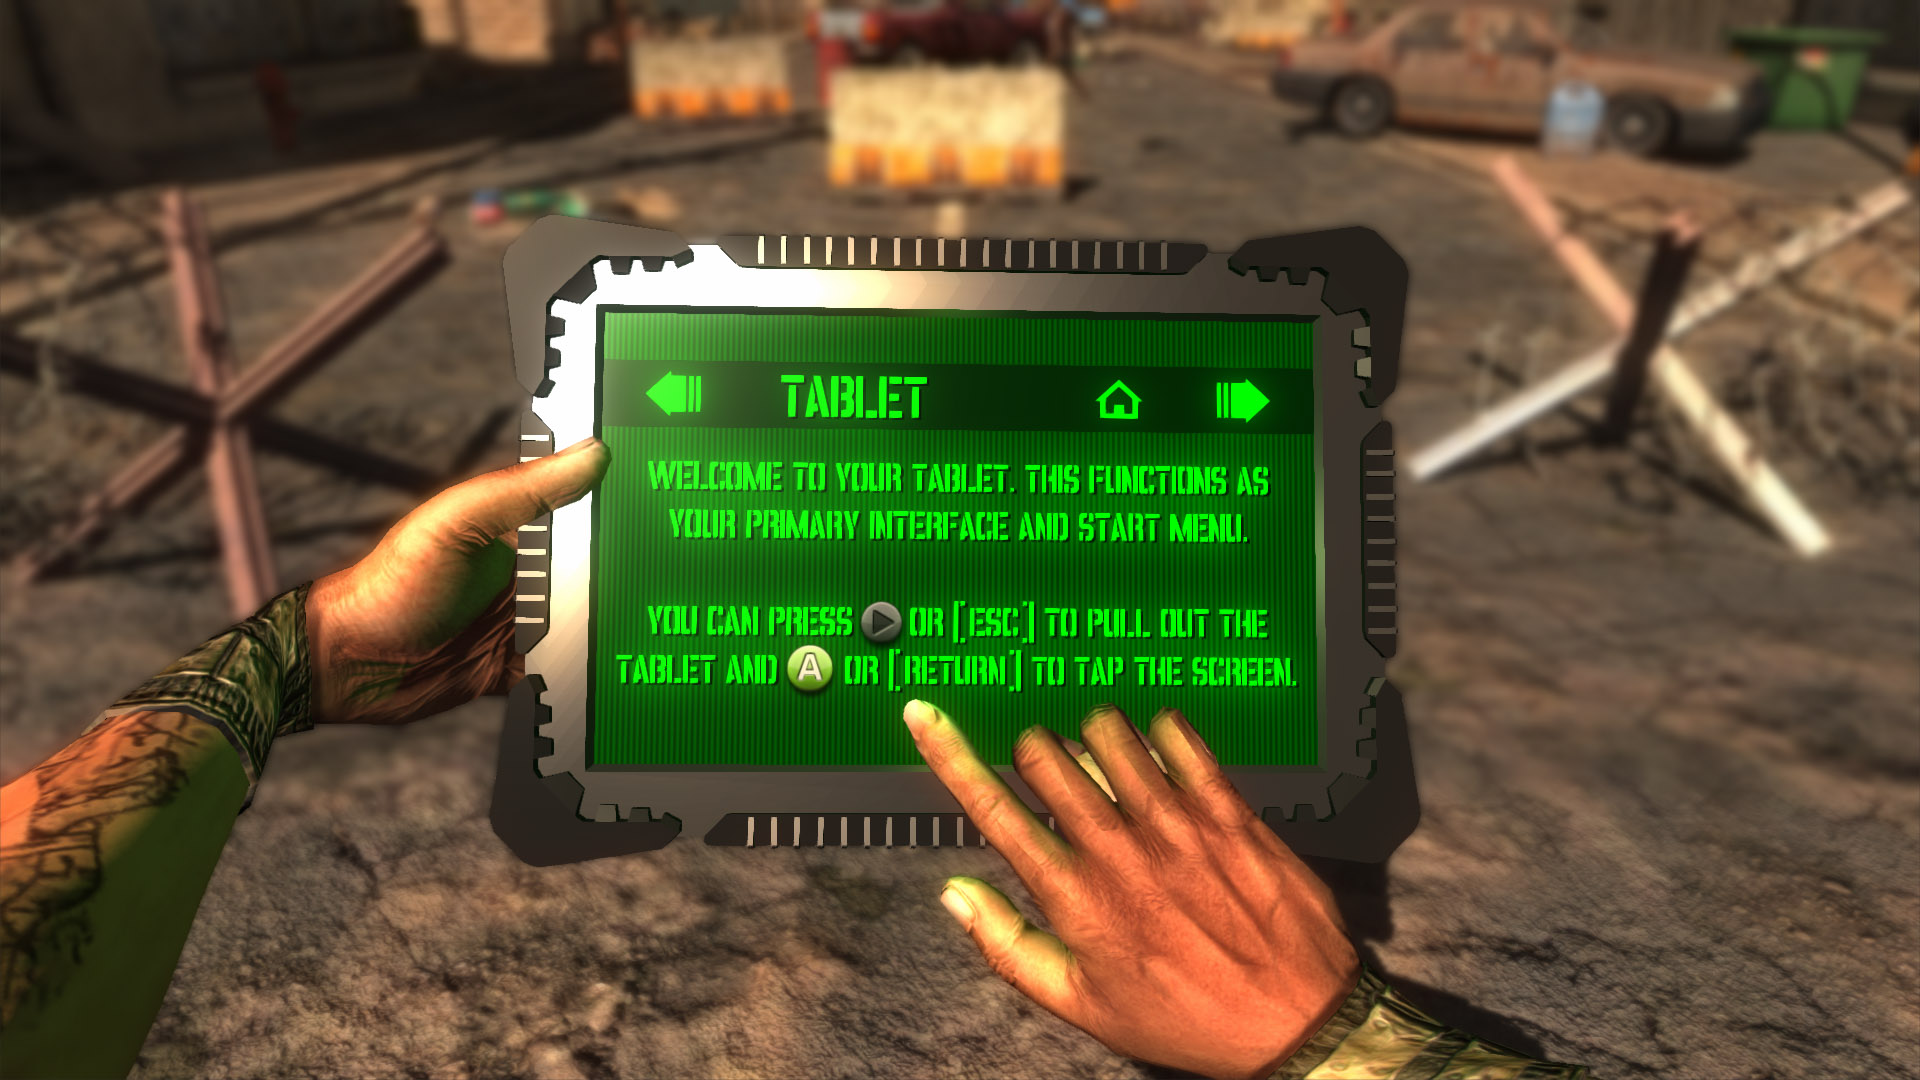 TABLET
WELCOME TO YOUR TABLET. THIS FUNCTIONS AS
YOUR PRIMARY INTERFACE AND START MENU.
YOU CAN PRESS OR [ESC] TO PULL OUT THE
TABLET AND A OR [RETURN] TO TAP THE SCREEN.